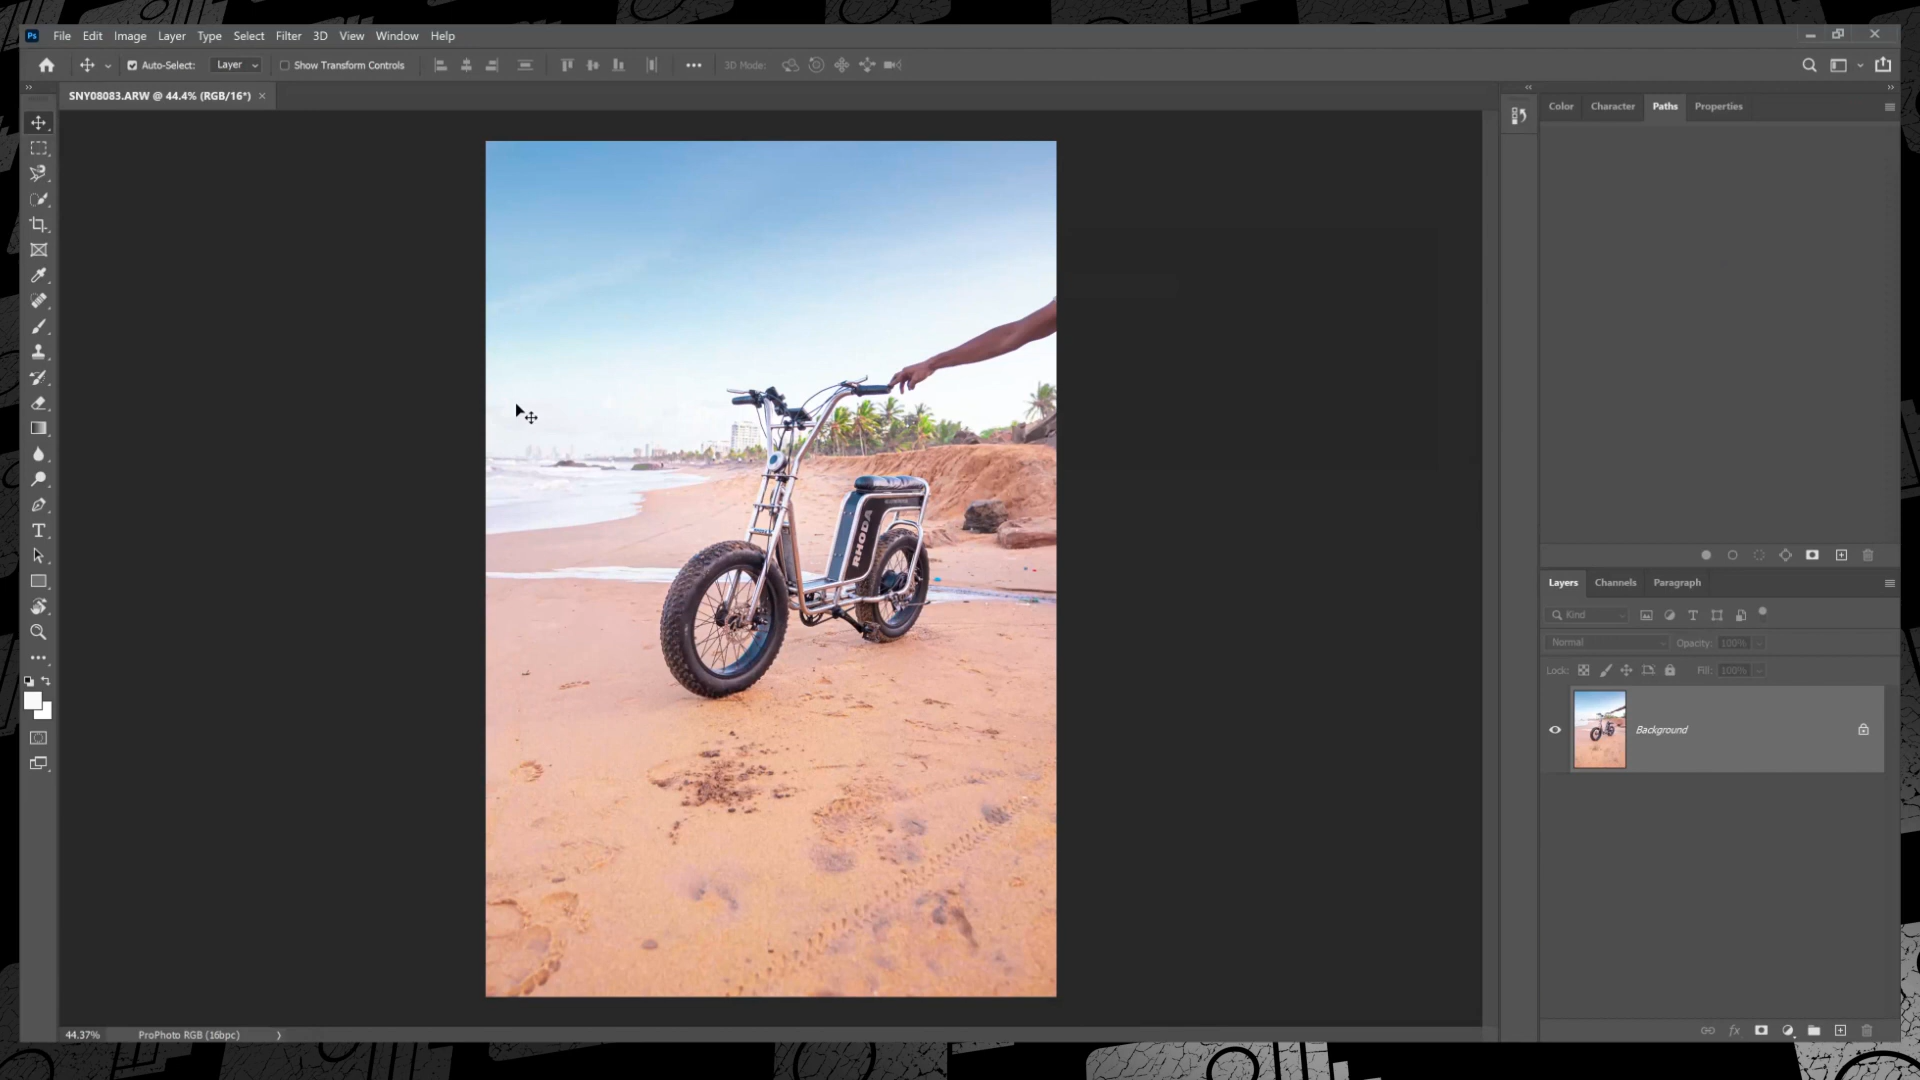 Ps File Edit Image Layer Type Select Filter 3D View Window Help
Auto-Select: Layer Show Transform Controls 3D Mode:
SNY08083.ARW @ 44.4% (RGB/16*)
Color Character Paths Properties
RHODA
Layers Channels Paragraph
Kind
Normal Opacity: 100%
Lock: Fill: 100%
Background
fx
44.37% ProPhoto RGB (16bpc)